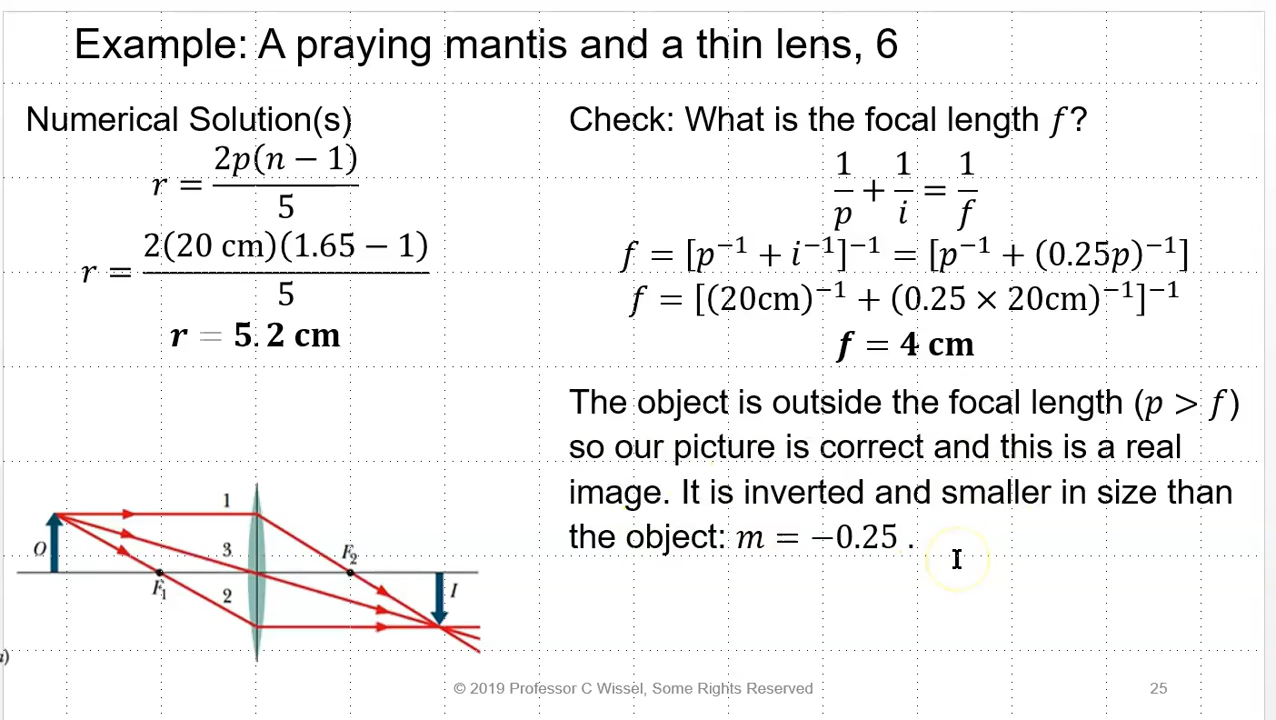 Example: A praying mantis and a thin lens, 6
Numerical Solution(s)
r = 2p(n − 1) / 5
r = 2(20 cm)(1.65 − 1) / 5
r = 5.2 cm
1
O
3
F₂
F₁
2
I
a)
Check: What is the focal length f?
1/p + 1/i = 1/f
f = [p⁻¹ + i⁻¹]⁻¹ = [p⁻¹ + (0.25p)⁻¹]
f = [(20cm)⁻¹ + (0.25 × 20cm)⁻¹]⁻¹
f = 4 cm
The object is outside the focal length (p > f)
so our picture is correct and this is a real
image. It is inverted and smaller in size than
the object: m = −0.25 .
© 2019 Professor C Wissel, Some Rights Reserved
25